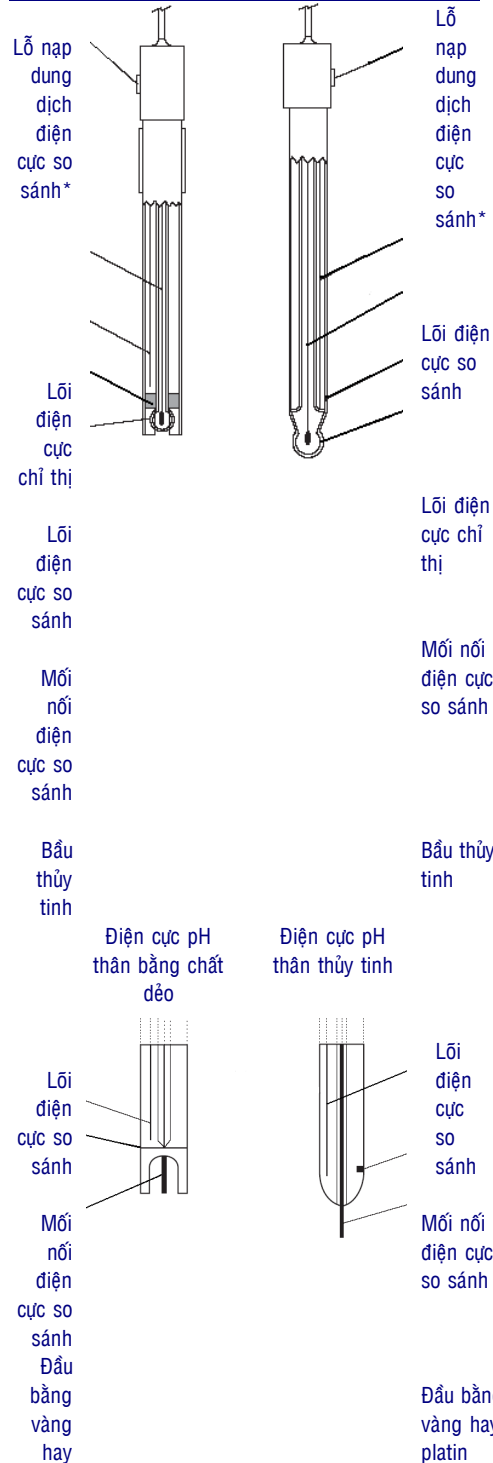 Lỗ nạp
dung
dịch
điện
cực so
sánh*
Lỗ
nạp
dung
dịch
điện
cực
so
sánh*
Lõi
điện
cực
chỉ thị
Lõi
điện
cực so
sánh
Mối
nối
điện
cực so
sánh
Bầu
thủy
tinh
Lõi điện
cực so
sánh
Lõi điện
cực chỉ
thị
Mối nối
điện cực
so sánh
Bầu thủy
tinh
Điện cực pH
thân bằng chất
dẻo
Điện cực pH
thân thủy tinh
Lõi
điện
cực so
sánh
Mối
nối
điện
cực so
sánh
Đầu
bằng
vàng
hay
Lõi
điện
cực
so
sánh
Mối nối
điện cực
so sánh
Đầu bằng
vàng hay
platin